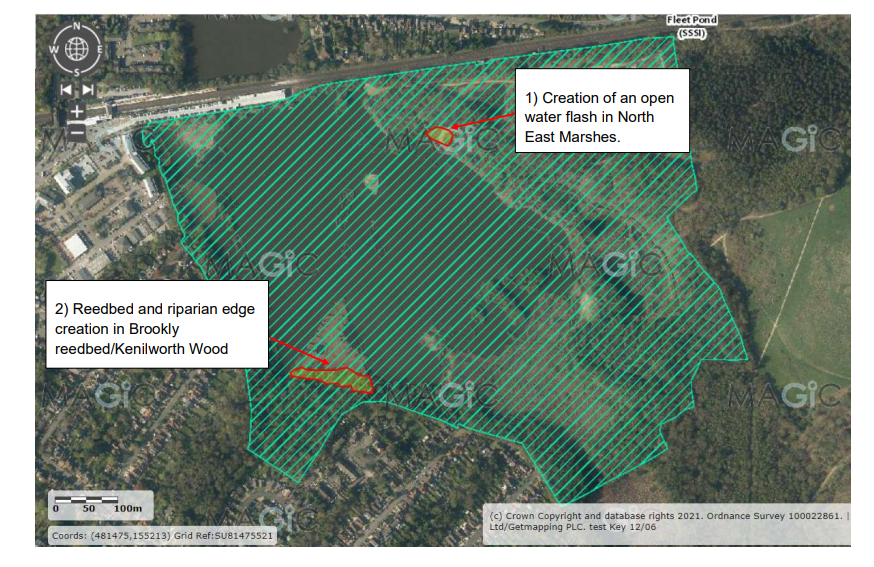 Fleet Pond
(SSSI)
N
W
E
S
1) Creation of an open
water flash in North
East Marshes.
MAGiC
MAGiC
MAGiC
MAGiC
2) Reedbed and riparian edge
creation in Brookly
reedbed/Kenilworth Wood
MAGiC
MAGiC
MAGiC
0 50 100m
(c) Crown Copyright and database rights 2021. Ordnance Survey 100022861. |
Ltd/Getmapping PLC. test Key 12/06
Coords: (481475,155213) Grid Ref:SU81475521
MAGiC